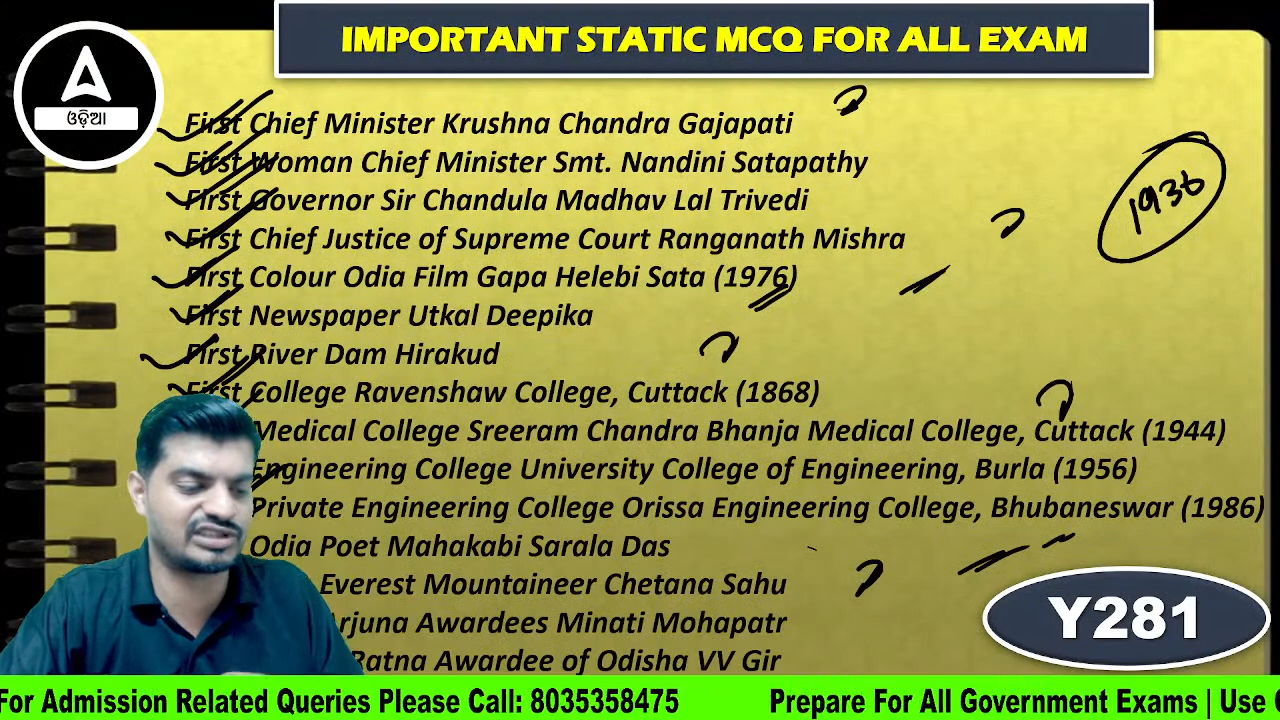 IMPORTANT STATIC MCQ FOR ALL EXAM
ଓଡ଼ିଆ
First Chief Minister Krushna Chandra Gajapati
First Woman Chief Minister Smt. Nandini Satapathy
1936
First Governor Sir Chandula Madhav Lal Trivedi
First Chief Justice of Supreme Court Ranganath Mishra
First Colour Odia Film Gapa Helebi Sata (1976)
First Newspaper Utkal Deepika
First River Dam Hirakud
First College Ravenshaw College, Cuttack (1868)
Medical College Sreeram Chandra Bhanja Medical College, Cuttack (1944)
Engineering College University College of Engineering, Burla (1956)
Private Engineering College Orissa Engineering College, Bhubaneswar (1986)
Odia Poet Mahakabi Sarala Das
Everest Mountaineer Chetana Sahu
Arjuna Awardees Minati Mohapatr
Ratna Awardee of Odisha VV Gir
Y281
For Admission Related Queries Please Call: 8035358475 Prepare For All Government Exams | Use